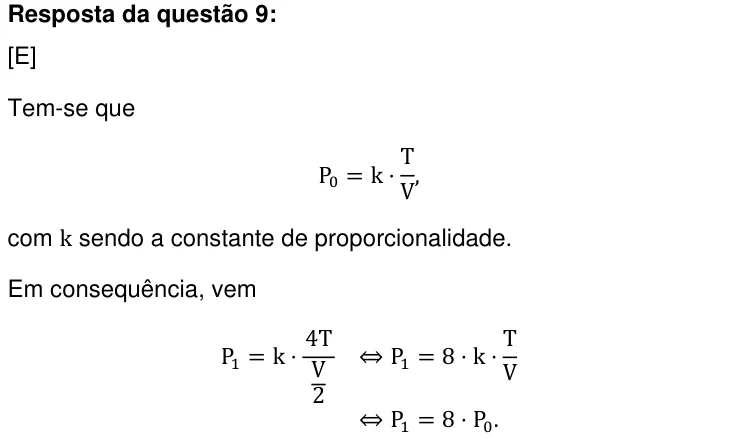 Resposta da questão 9:
[E]
Tem-se que
P₀ = k · T/V,
com k sendo a constante de proporcionalidade.
Em consequência, vem
P₁ = k · 4T/(V/2) ⇔ P₁ = 8 · k · T/V
⇔ P₁ = 8 · P₀.